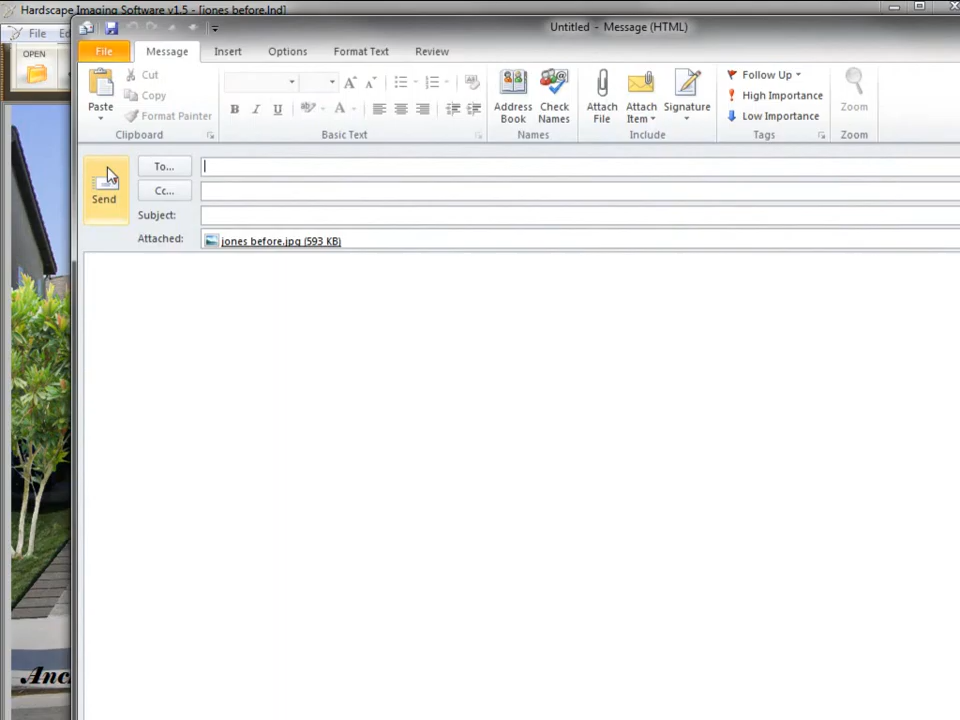 Hardscape Imaging Software v1.5 - [jones before.lnd]
File
OPEN
Untitled - Message (HTML)
File Message Insert Options Format Text Review
Paste
Cut
Copy
Format Painter
Clipboard
B I U
Basic Text
Address Book
Check Names
Names
Attach File
Attach Item
Signature
Include
Follow Up
High Importance
Low Importance
Tags
Zoom
Zoom
Send
To...
Cc...
Subject:
Attached: jones before.jpg (593 KB)